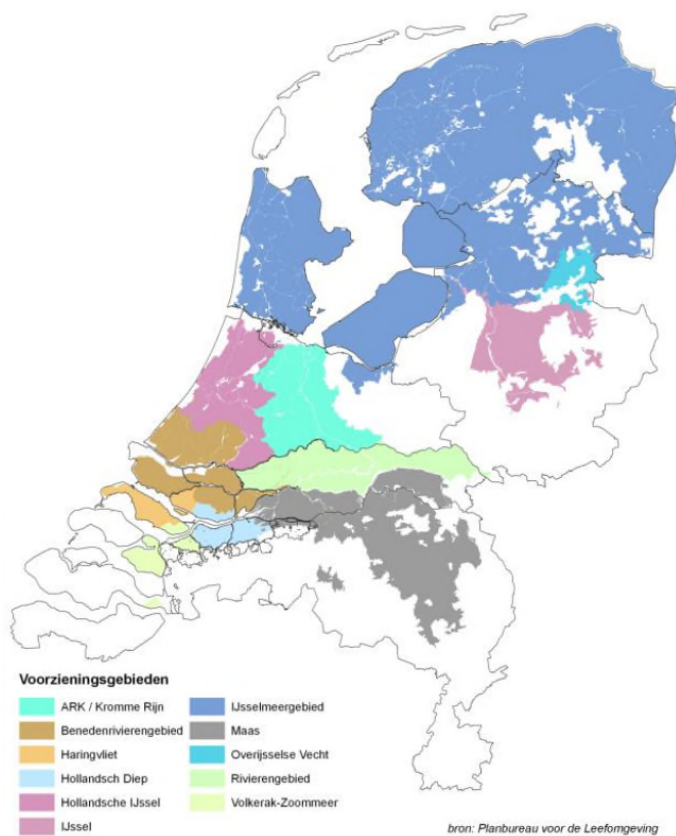 Voorzieningsgebieden
ARK / Kromme Rijn
Benedenrivierengebied
Haringvliet
Hollandsch Diep
Hollandsche IJssel
IJssel
IJsselmeergebied
Maas
Overijsselse Vecht
Rivierengebied
Volkerak-Zoommeer
bron: Planbureau voor de Leefomgeving